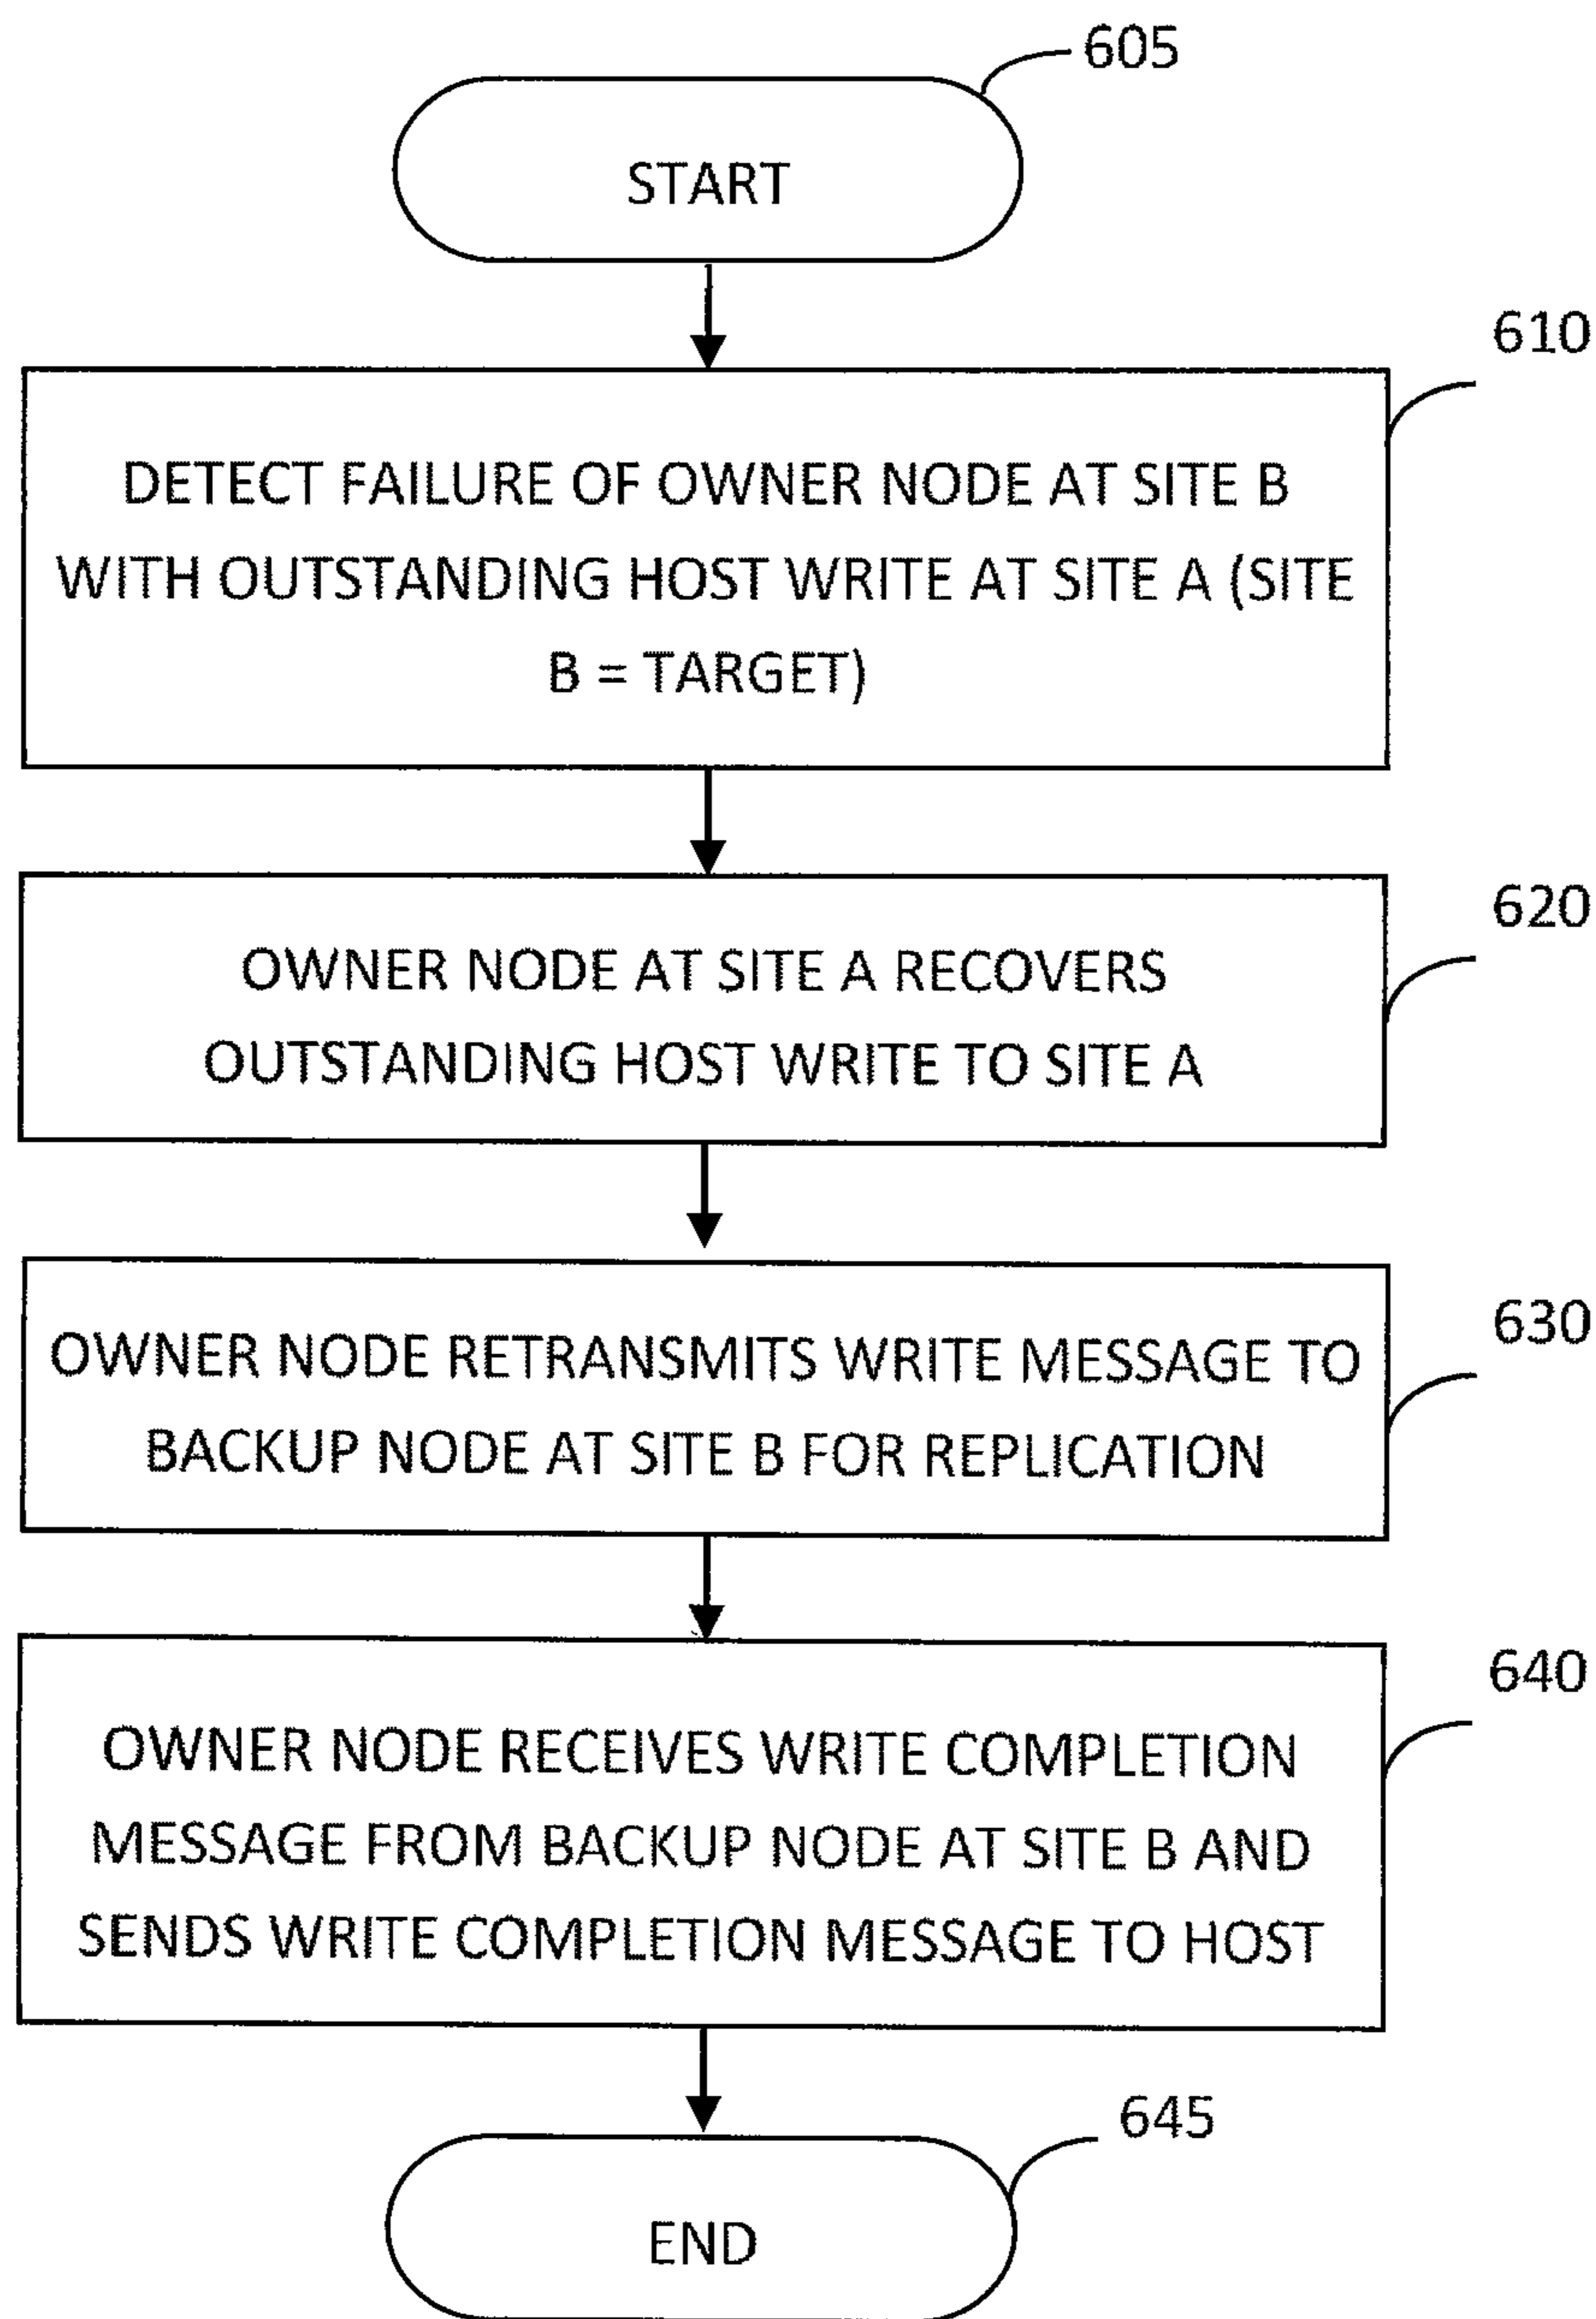 605
START
610
DETECT FAILURE OF OWNER NODE AT SITE B
WITH OUTSTANDING HOST WRITE AT SITE A (SITE
B = TARGET)
620
OWNER NODE AT SITE A RECOVERS
OUTSTANDING HOST WRITE TO SITE A
630
OWNER NODE RETRANSMITS WRITE MESSAGE TO
BACKUP NODE AT SITE B FOR REPLICATION
640
OWNER NODE RECEIVES WRITE COMPLETION
MESSAGE FROM BACKUP NODE AT SITE B AND
SENDS WRITE COMPLETION MESSAGE TO HOST
645
END